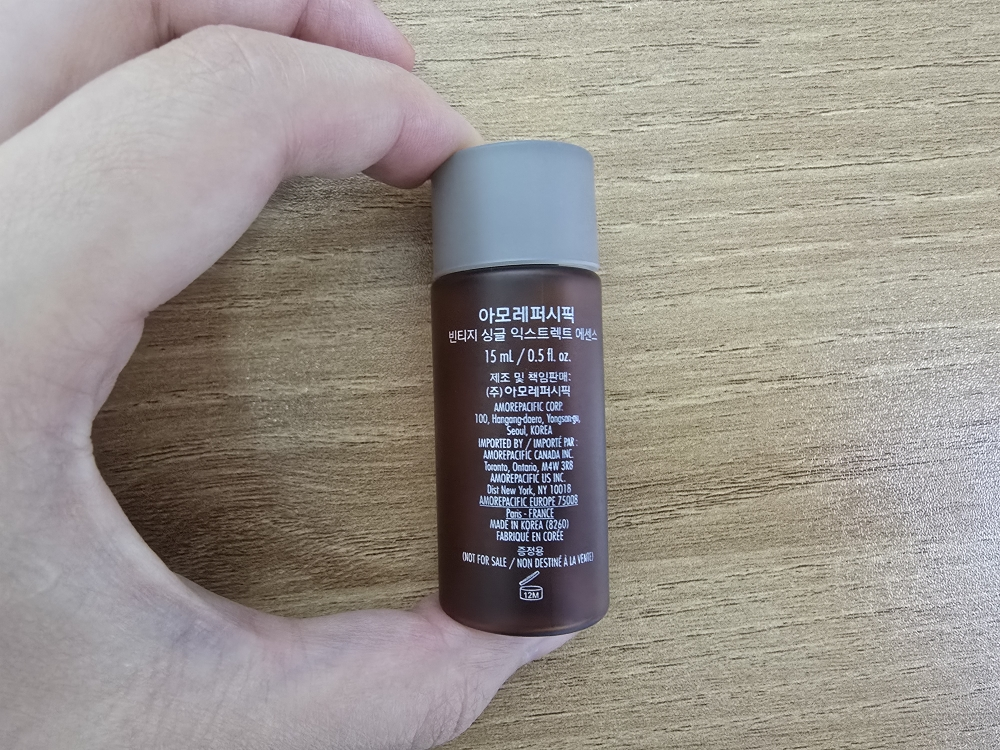 아모레퍼시픽
빈티지 싱글 익스트렉트 에센스
15 mL / 0.5 fl. oz.
제조 및 책임판매:
(주)아모레퍼시픽
AMOREPACIFIC CORP.
100, Hangang-daero, Yongsan-gu,
Seoul, KOREA
IMPORTED BY / IMPORTÉ PAR :
AMOREPACIFIC CANADA INC.
Toronto, Ontario, M4W 3R8
AMOREPACIFIC US INC.
Dist New York, NY 10018
AMOREPACIFIC EUROPE 75008
Paris - FRANCE
MADE IN KOREA (8260)
FABRIQUÉ EN CORÉE
증정용
(NOT FOR SALE / NON DESTINÉ À LA VENTE)
12M